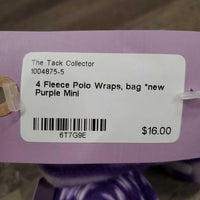 The Tack Collector
1004875-5
4 Fleece Polo Wraps, bag *new
Purple Mini
6T7G9E
$16.00